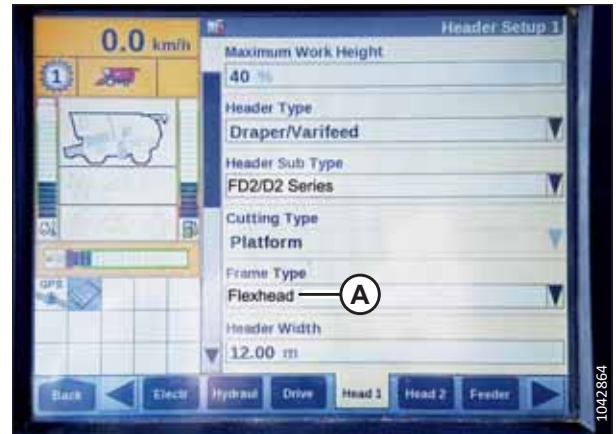 0.0 km/h
Header Setup 1
Maximum Work Height
40 %
1
Header Type
Draper/Varifeed
Header Sub Type
FD2/D2 Series
Cutting Type
Platform
Frame Type
GPS
Flexhead
A
Header Width
12.00 m
Back
Electr
Hydraul
Drive
Head 1
Head 2
Feeder
1042864